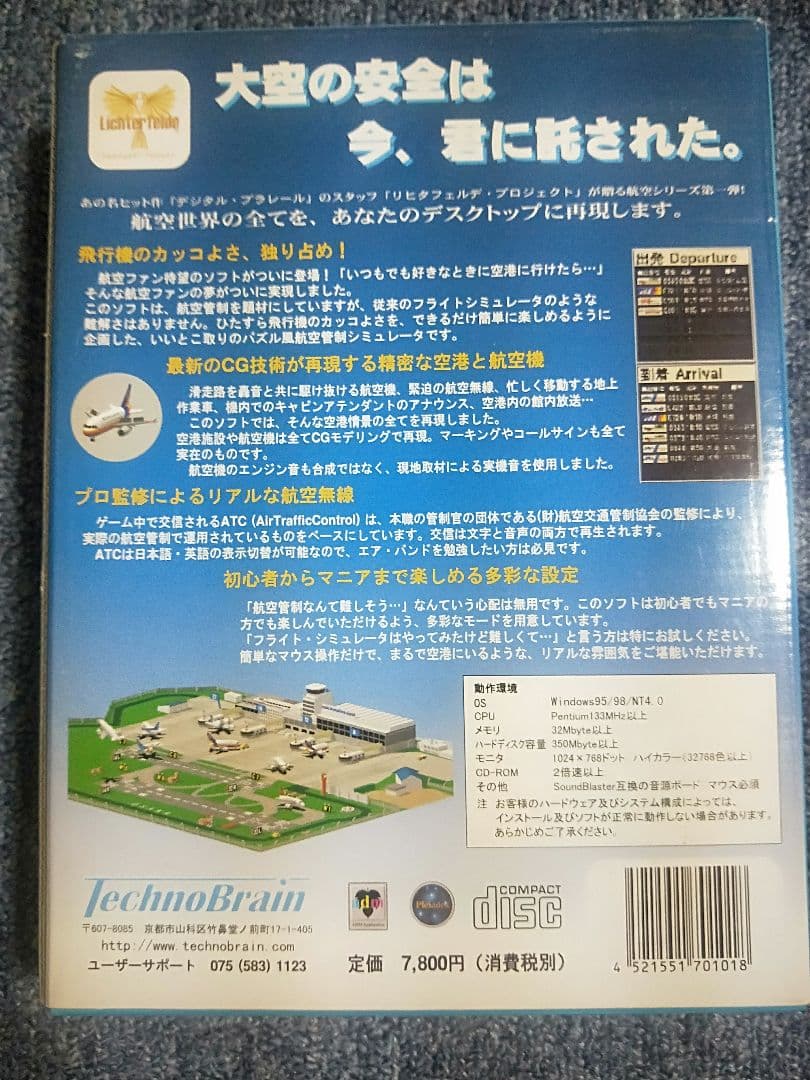 Lichterfelde
大空の安全は
今、君に託された。
あの名ヒット作「デジタル・プラレール」のスタッフ「リヒタフェルデ・プロジェクト」が贈る航空シリーズ第一弾!
航空世界の全てを、あなたのデスクトップに再現します。
飛行機のカッコよさ、独り占め!
航空ファン待望のソフトがついに登場!「いつもでも好きなときに空港に行けたら…」
そんな航空ファンの夢がついに実現しました。
このソフトは、航空管制を題材にしていますが、従来のフライトシミュレータのような
難解さはありません。ひたすら飛行機のカッコよさを、できるだけ簡単に楽しめるように
企画した、いいとこ取りのパズル風航空管制シミュレータです。
出発 Departure
到着 Arrival
最新のCG技術が再現する精密な空港と航空機
滑走路を轟音と共に駆け抜ける航空機、緊迫の航空無線、忙しく移動する地上
作業車、機内でのキャビンアテンダントのアナウンス、空港内の館内放送…
このソフトでは、そんな空港情景の全てを再現しました。
空港施設や航空機は全てCGモデリングで再現。マーキングやコールサインも全て
実在のものです。
航空機のエンジン音も合成ではなく、現地取材による実機音を使用しました。
プロ監修によるリアルな航空無線
ゲーム中で交信されるATC (AirTrafficControl) は、本職の管制官の団体である(財)航空交通管制協会の監修により、
実際の航空管制で運用されているものをベースにしています。交信は文字と音声の両方で再生されます。
ATCは日本語・英語の表示切替が可能なので、エア・バンドを勉強したい方は必見です。
初心者からマニアまで楽しめる多彩な設定
「航空管制なんて難しそう…」なんていう心配は無用です。このソフトは初心者でもマニアの
方でも楽しんでいただけるよう、多彩なモードを用意しています。
「フライト・シミュレータはやってみたけど難しくて…」と言う方は特にお試しください。
簡単なマウス操作だけで、まるで空港にいるような、リアルな雰囲気をご堪能いただけます。
動作環境
OS Windows95/98/NT4.0
CPU Pentium133MHz以上
メモリ 32Mbyte以上
ハードディスク容量 350Mbyte以上
モニタ 1024×768ドット ハイカラー(32768色以上)
CD-ROM 2倍速以上
その他 SoundBlaster互換の音源ボード マウス必須
注 お客様のハードウェア及びシステム構成によっては、
インストール及びソフトが正常に動作しない場合があります。
あらかじめご了承ください。
TechnoBrain
〒607-8085 京都市山科区竹鼻堂ノ前町17-1-405
http://www.technobrain.com
ユーザーサポート 075 (583) 1123
Pleiades
COMPACT
disc
定価 7,800円(消費税別)
4 521551 701018